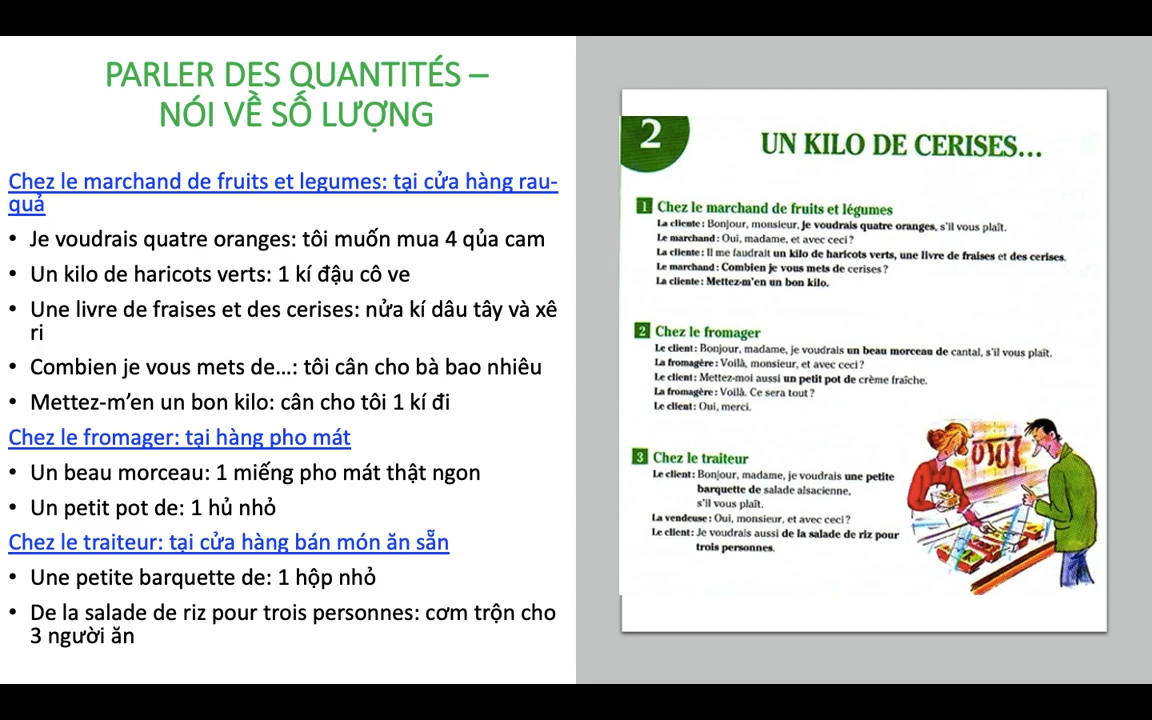 PARLER DES QUANTITÉS –
NÓI VỀ SỐ LƯỢNG
Chez le marchand de fruits et legumes: tại cửa hàng rau-
quả
• Je voudrais quatre oranges: tôi muốn mua 4 qủa cam
• Un kilo de haricots verts: 1 kí đậu cô ve
• Une livre de fraises et des cerises: nửa kí dâu tây và xê
ri
• Combien je vous mets de…: tôi cân cho bà bao nhiêu
• Mettez-m’en un bon kilo: cân cho tôi 1 kí đi
Chez le fromager: tại hàng pho mát
• Un beau morceau: 1 miếng pho mát thật ngon
• Un petit pot de: 1 hủ nhỏ
Chez le traiteur: tại cửa hàng bán món ăn sẵn
• Une petite barquette de: 1 hộp nhỏ
• De la salade de riz pour trois personnes: cơm trộn cho
3 người ăn
2
UN KILO DE CERISES…
1 Chez le marchand de fruits et légumes
La cliente : Bonjour, monsieur, je voudrais quatre oranges, s'il vous plaît.
Le marchand : Oui, madame, et avec ceci ?
La cliente : Il me faudrait un kilo de haricots verts, une livre de fraises et des cerises.
Le marchand : Combien je vous mets de cerises ?
La cliente : Mettez-m'en un bon kilo.
2 Chez le fromager
Le client : Bonjour, madame, je voudrais un beau morceau de cantal, s'il vous plaît.
La fromagère : Voilà, monsieur, et avec ceci ?
Le client : Mettez-moi aussi un petit pot de crème fraîche.
La fromagère : Voilà. Ce sera tout ?
Le client : Oui, merci.
3 Chez le traiteur
Le client : Bonjour, madame, je voudrais une petite
barquette de salade alsacienne,
s'il vous plaît.
La vendeuse : Oui, monsieur, et avec ceci ?
Le client : Je voudrais aussi de la salade de riz pour
trois personnes.